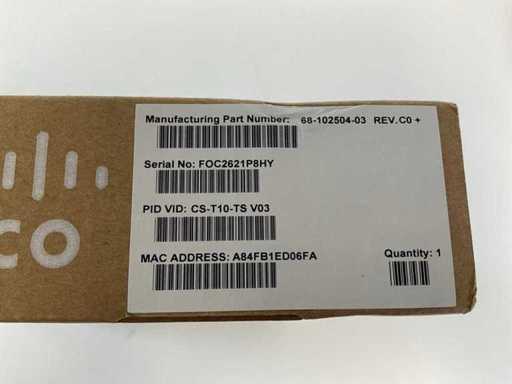 Manufacturing Part Number: 68-102504-03 REV.C0 +
Serial No: FOC2621P8HY
PID VID: CS-T10-TS V03
MAC ADDRESS: A84FB1ED06FA
Quantity: 1
co